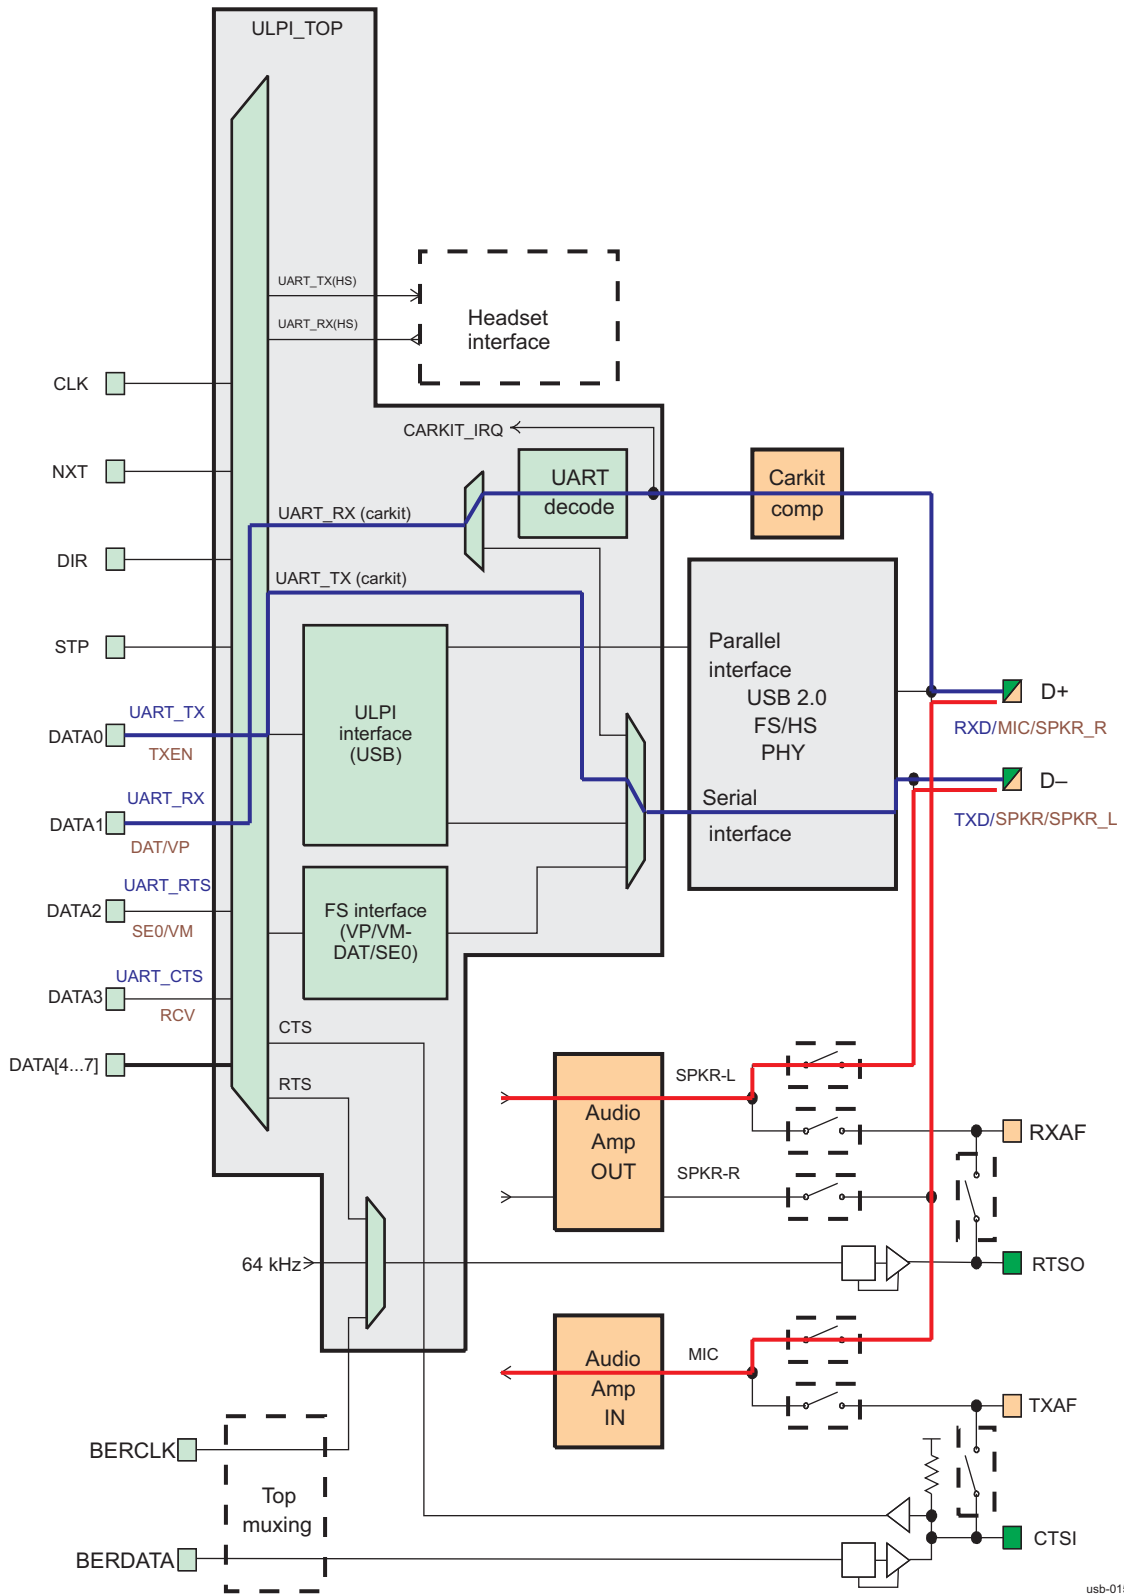 ULPI_TOP
UART_TX(HS)
UART_RX(HS)
Headset
interface
CLK
NXT
DIR
STP
CARKIT_IRQ
UART
decode
Carkit
comp
UART_RX (carkit)
UART_TX (carkit)
UART_TX
DATA0
TXEN
UART_RX
DATA1
DAT/VP
UART_RTS
DATA2
SE0/VM
UART_CTS
DATA3
RCV
DATA[4...7]
ULPI
interface
(USB)
FS interface
(VP/VM-
DAT/SE0)
Parallel
interface
USB 2.0
FS/HS
PHY
Serial
interface
D+
RXD/MIC/SPKR_R
D–
TXD/SPKR/SPKR_L
CTS
RTS
SPKR-L
Audio
Amp
OUT
SPKR-R
RXAF
64 kHz
RTSO
Audio
Amp
IN
MIC
TXAF
BERCLK
Top
muxing
BERDATA
CTSI